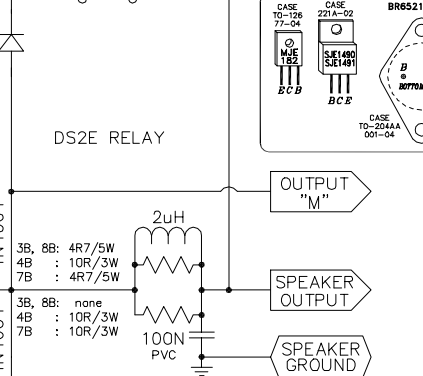 CASE
TO-126
77-04
CASE
221A-02
BR6521
MJE
182
SJE1490
SJE1491
E C B
B C E
B
BOTTOM
CASE
TO-204AA
001-04
DS2E RELAY
OUTPUT
"M"
2uH
3B, 8B: 4R7/5W
4B : 10R/3W
7B : 4R7/5W
SPEAKER
OUTPUT
3B, 8B: none
4B : 10R/3W
7B : 10R/3W
100N
PVC
SPEAKER
GROUND